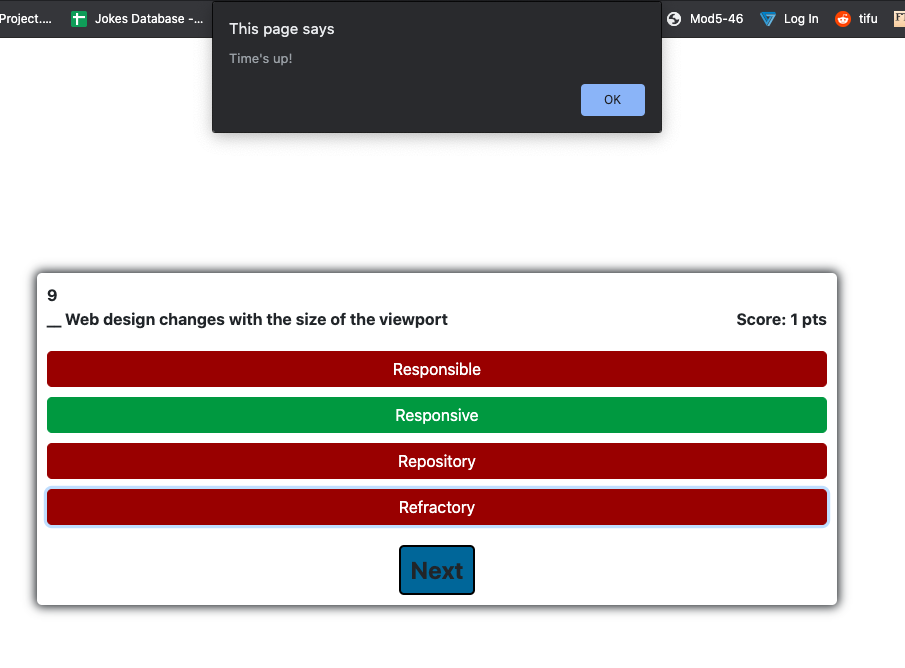 Project.... Jokes Database -... Mod5-46 Log In tifu
This page says
Time's up!
OK
9
__ Web design changes with the size of the viewport Score: 1 pts
Responsible
Responsive
Repository
Refractory
Next